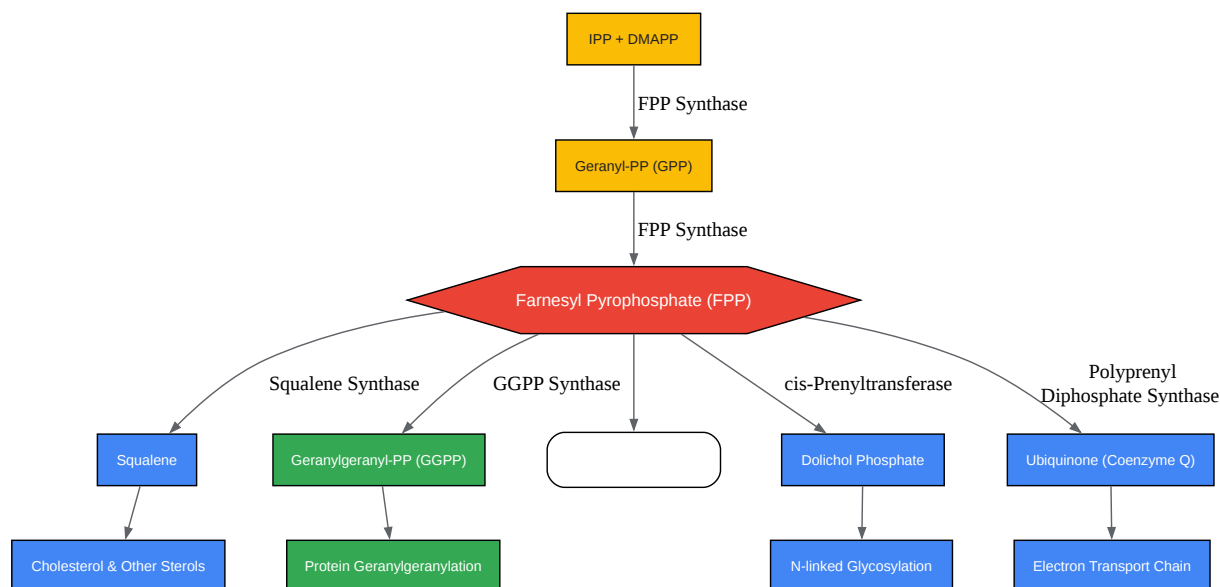 IPP + DMAPP
FPP Synthase
Geranyl-PP (GPP)
FPP Synthase
Farnesyl Pyrophosphate (FPP)
Squalene Synthase
GGPP Synthase
cis-Prenyltransferase
Polyprenyl
Diphosphate Synthase
Squalene
Geranylgeranyl-PP (GGPP)
Dolichol Phosphate
Ubiquinone (Coenzyme Q)
Cholesterol & Other Sterols
Protein Geranylgeranylation
N-linked Glycosylation
Electron Transport Chain